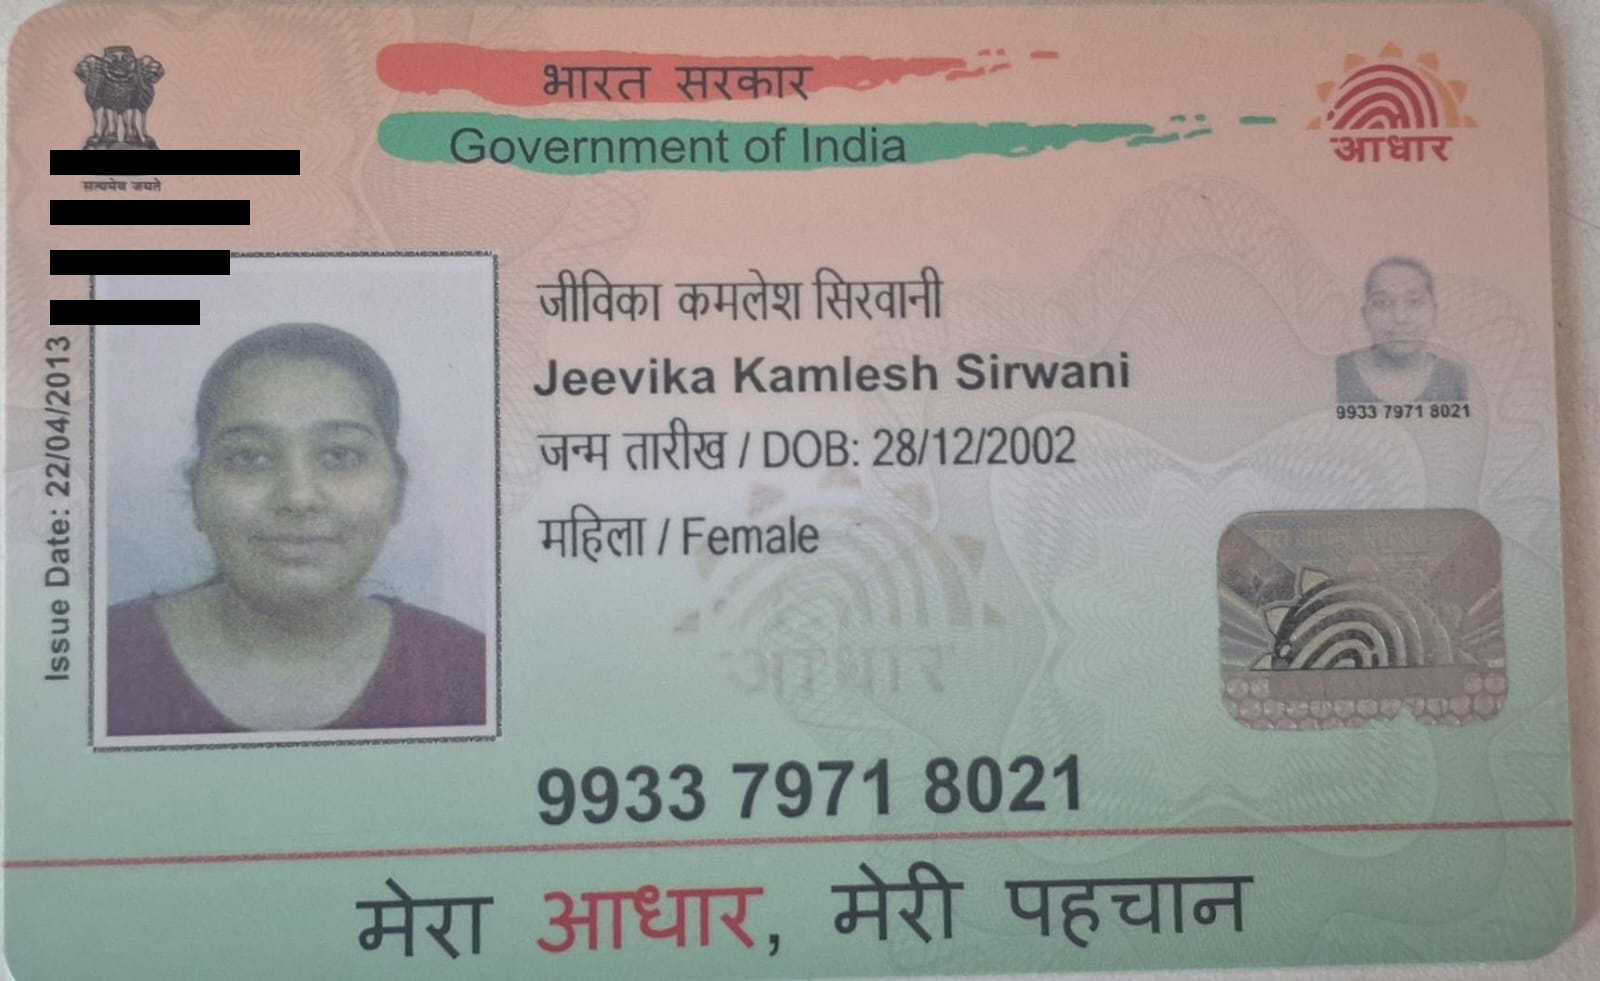 भारत सरकार
Government of India
आधार
सत्यमेव जयते
Issue Date: 22/04/2013
जीविका कमलेश सिरवानी
Jeevika Kamlesh Sirwani
जन्म तारीख / DOB: 28/12/2002
महिला / Female
9933 7971 8021
आधार
9933 7971 8021
मेरा आधार, मेरी पहचान